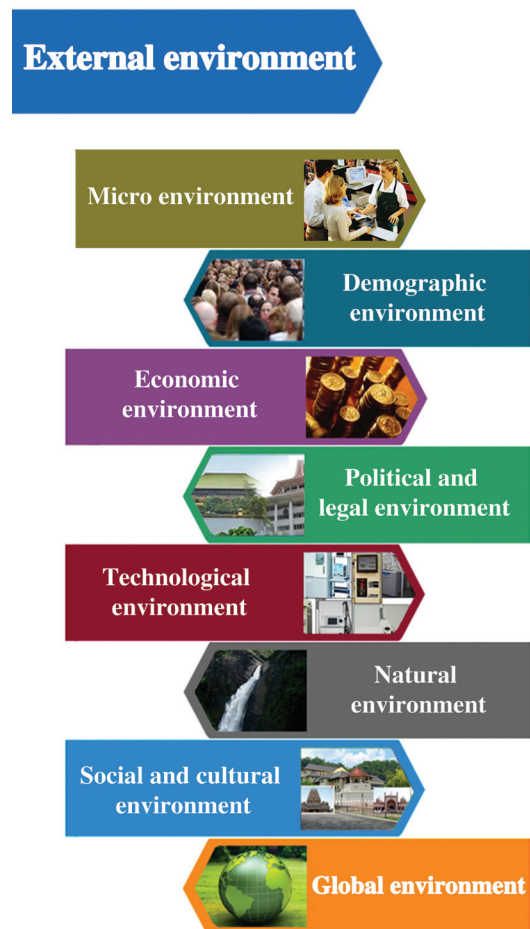 External environment
Micro environment
Demographic
environment
Economic
environment
Political and
legal environment
Technological
environment
Natural
environment
Social and cultural
environment
Global environment